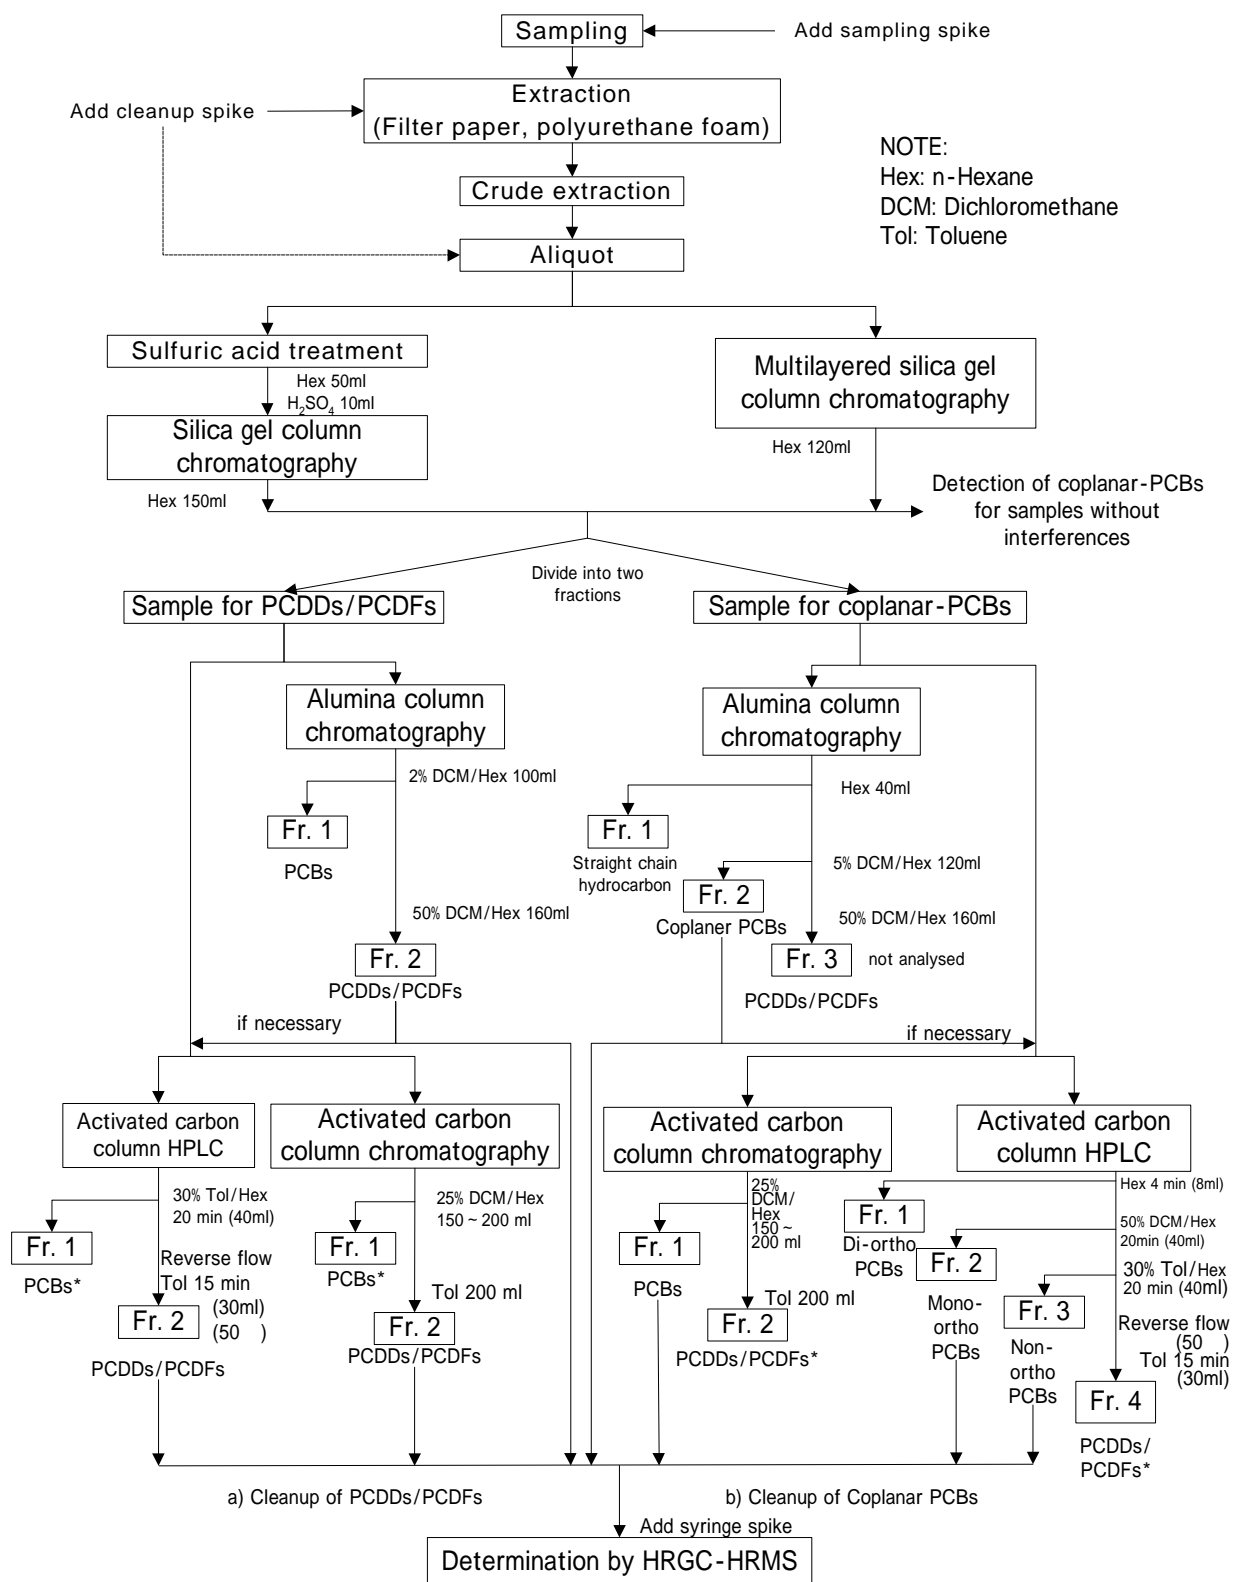 Sampling
Add sampling spike
Extraction
(Filter paper, polyurethane foam)
Add cleanup spike
NOTE:
Hex: n-Hexane
DCM: Dichloromethane
Tol: Toluene
Crude extraction
Aliquot
Sulfuric acid treatment
Hex 50ml
H2SO4 10ml
Silica gel column
chromatography
Hex 150ml
Multilayered silica gel
column chromatography
Hex 120ml
Detection of coplanar-PCBs
for samples without
interferences
Divide into two
fractions
Sample for PCDDs/PCDFs
Sample for coplanar-PCBs
Alumina column
chromatography
2% DCM/Hex 100ml
Fr. 1
PCBs
50% DCM/Hex 160ml
Fr. 2
PCDDs/PCDFs
if necessary
Alumina column
chromatography
Hex 40ml
Fr. 1
Straight chain
hydrocarbon
5% DCM/Hex 120ml
Fr. 2
Coplaner PCBs
50% DCM/Hex 160ml
Fr. 3
not analysed
PCDDs/PCDFs
if necessary
Activated carbon
column HPLC
30% Tol/Hex
20 min (40ml)
Fr. 1
PCBs*
Reverse flow
Tol 15 min
(30ml)
(50 )
Fr. 2
PCDDs/PCDFs
Activated carbon
column chromatography
25% DCM/Hex
150 ~ 200 ml
Fr. 1
PCBs*
Tol 200 ml
Fr. 2
PCDDs/PCDFs
Activated carbon
column chromatography
25%
DCM/
Hex
150 ~
200 ml
Fr. 1
PCBs
Tol 200 ml
Fr. 2
PCDDs/PCDFs*
Activated carbon
column HPLC
Hex 4 min (8ml)
Fr. 1
Di-ortho
PCBs
50% DCM/Hex
20min (40ml)
Fr. 2
Mono-
ortho
PCBs
30% Tol/Hex
20 min (40ml)
Fr. 3
Non-
ortho
PCBs
Reverse flow
(50 )
Tol 15 min
(30ml)
Fr. 4
PCDDs/
PCDFs*
a) Cleanup of PCDDs/PCDFs
b) Cleanup of Coplanar PCBs
Add syringe spike
Determination by HRGC-HRMS